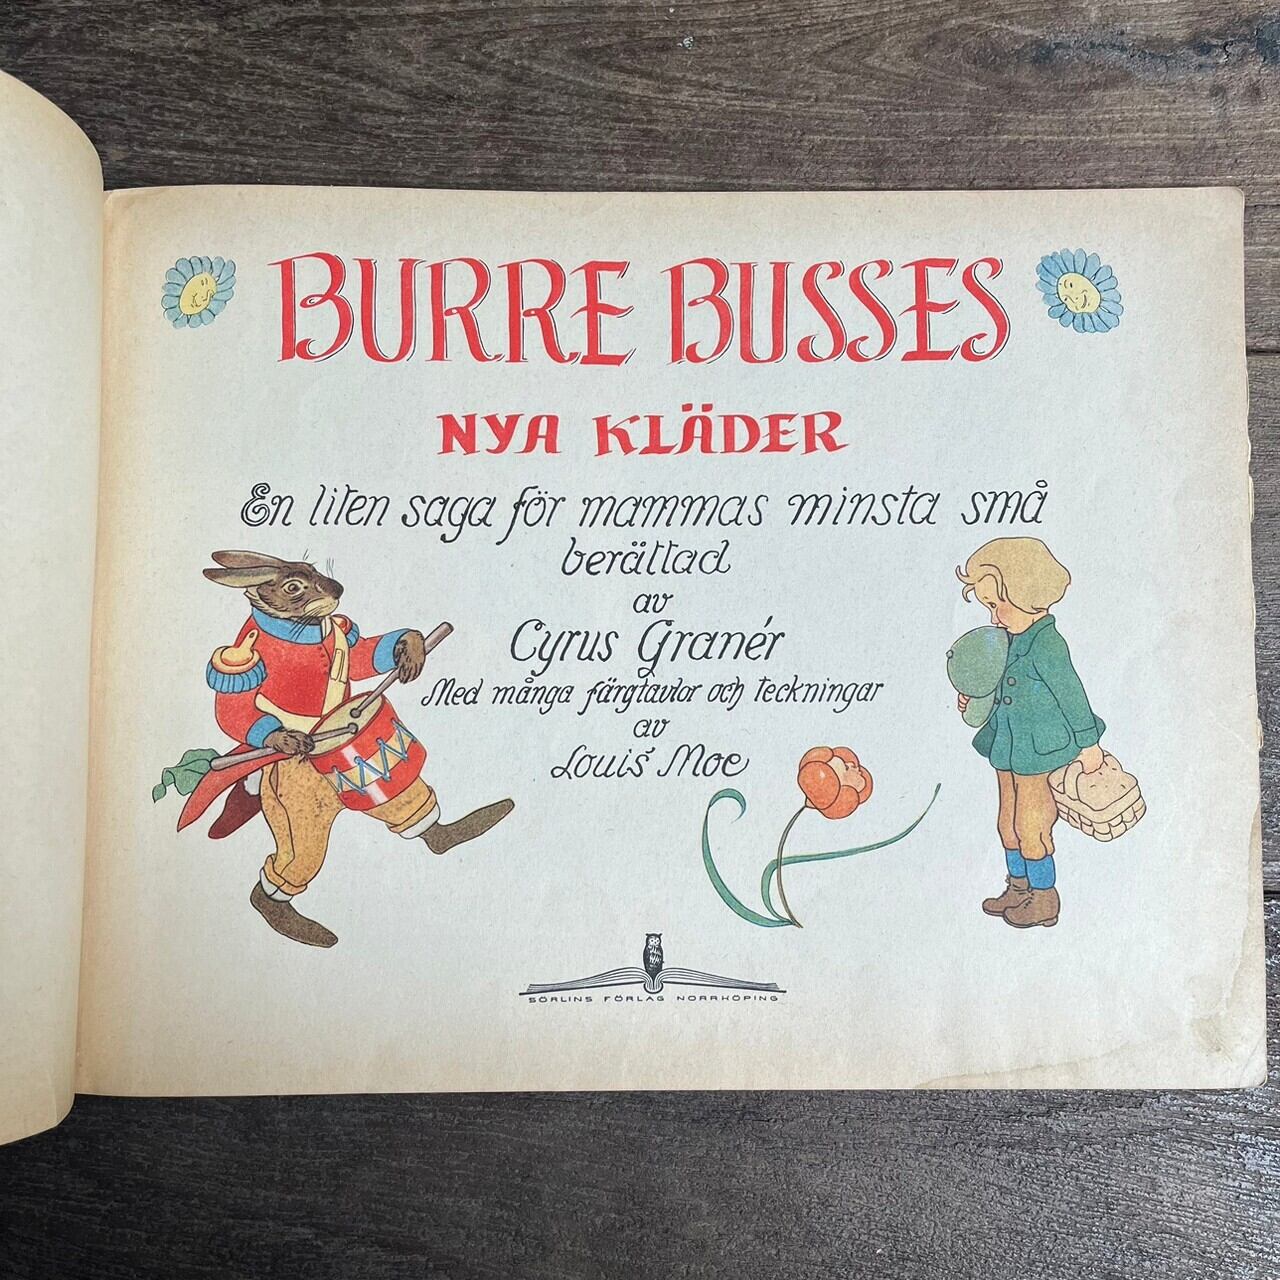 BURRE BUSSES
NYA KLÄDER
En liten saga för mammas minsta små
berättad
av
Cyrus Granér
Med många färgtavlor och teckningar
av
Louis Moe
SÖRLINS FÖRLAG NORRKÖPING